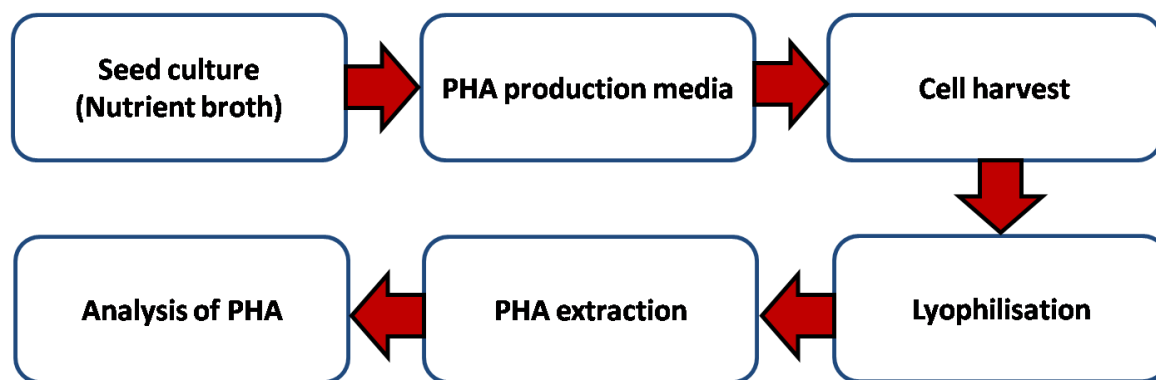 Seed culture
(Nutrient broth)
PHA production media
Cell harvest
Lyophilisation
PHA extraction
Analysis of PHA